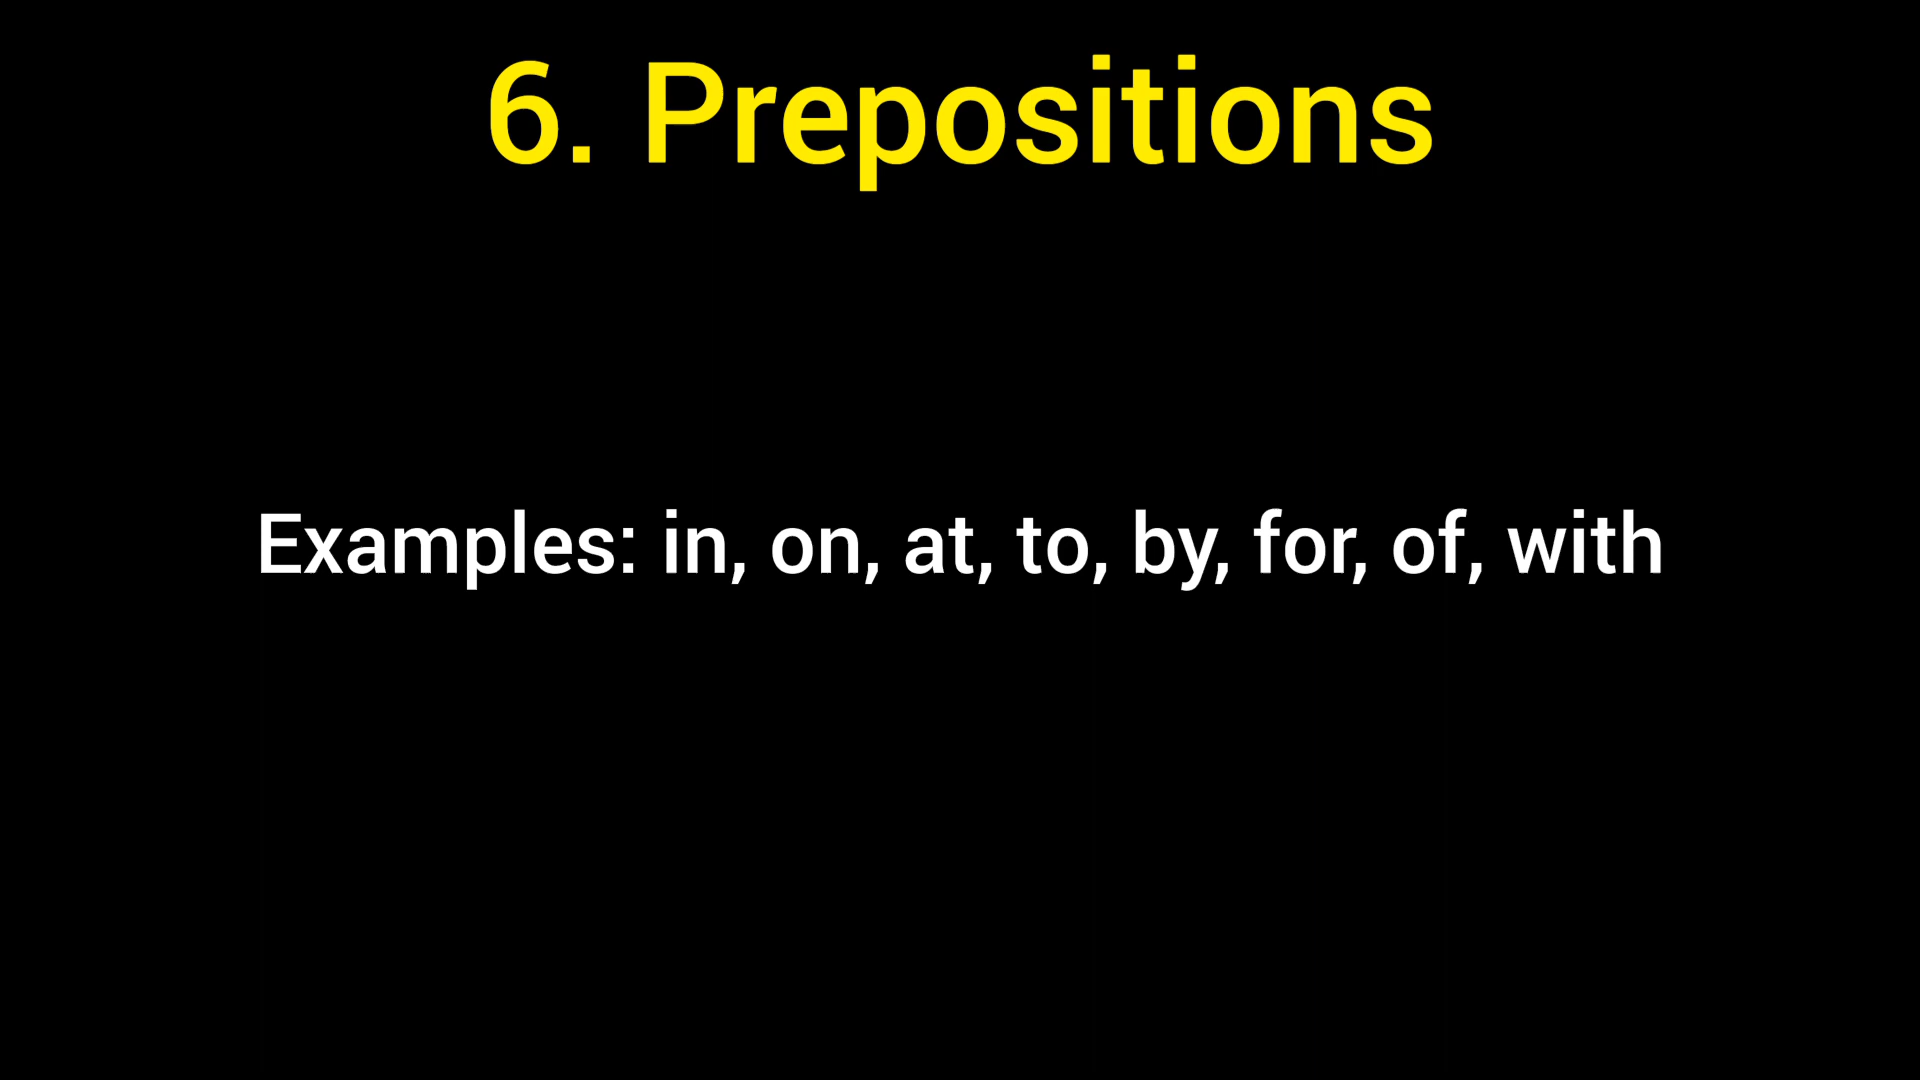 6. Prepositions
Examples: in, on, at, to, by, for, of, with